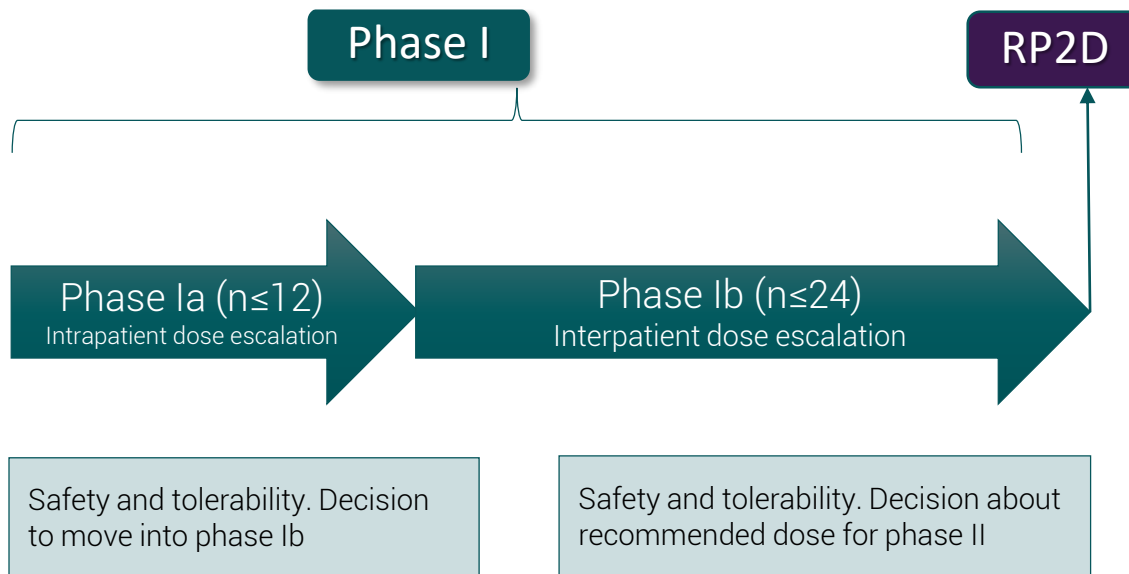 Phase I
RP2D
Phase Ia (n≤12)
Intrapatient dose escalation
Phase Ib (n≤24)
Interpatient dose escalation
Safety and tolerability. Decision
to move into phase Ib
Safety and tolerability. Decision about
recommended dose for phase II